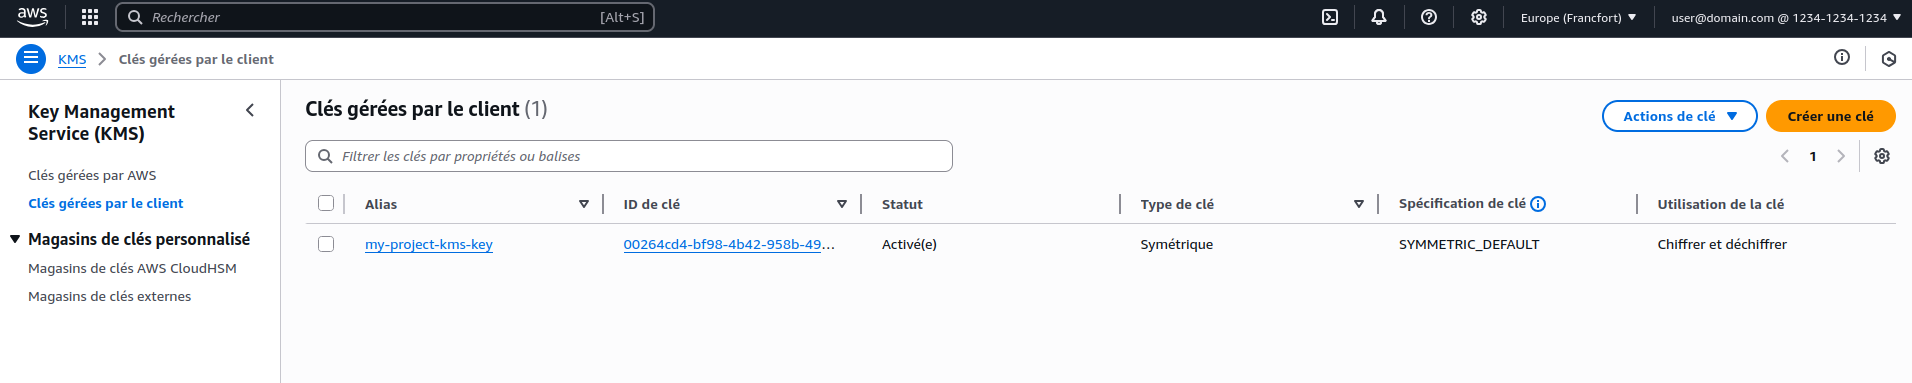 aws
Rechercher [Alt+S] Europe (Francfort) user@domain.com @ 1234-1234-1234
KMS Clés gérées par le client
Key Management
Service (KMS)
Clés gérées par AWS
Clés gérées par le client
Magasins de clés personnalisé
Magasins de clés AWS CloudHSM
Magasins de clés externes
Clés gérées par le client (1)
Actions de clé Créer une clé
Filtrer les clés par propriétés ou balises
1
Alias ID de clé Statut Type de clé Spécification de clé Utilisation de la clé
my-project-kms-key 00264cd4-bf98-4b42-958b-49... Activé(e) Symétrique SYMMETRIC_DEFAULT Chiffrer et déchiffrer